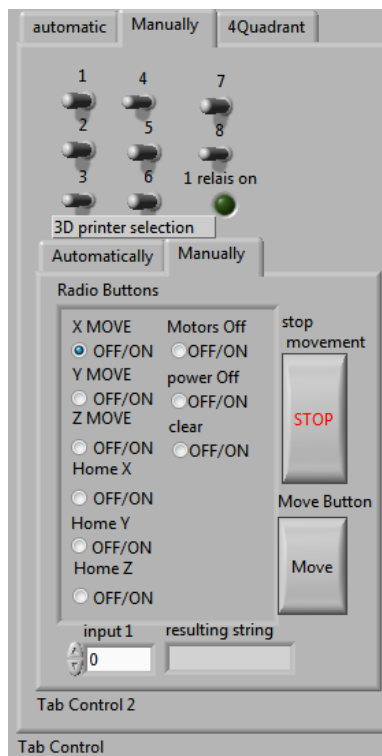 automatic Manually 4Quadrant
1 4 7
2 5 8
3 6 1 relais on
3D printer selection
Automatically Manually
Radio Buttons
X MOVE Motors Off stop movement
OFF/ON OFF/ON
Y MOVE power Off
OFF/ON OFF/ON
Z MOVE clear STOP
OFF/ON OFF/ON
Home X
OFF/ON Move Button
Home Y
OFF/ON
Home Z Move
OFF/ON
input 1 resulting string
0
Tab Control 2
Tab Control